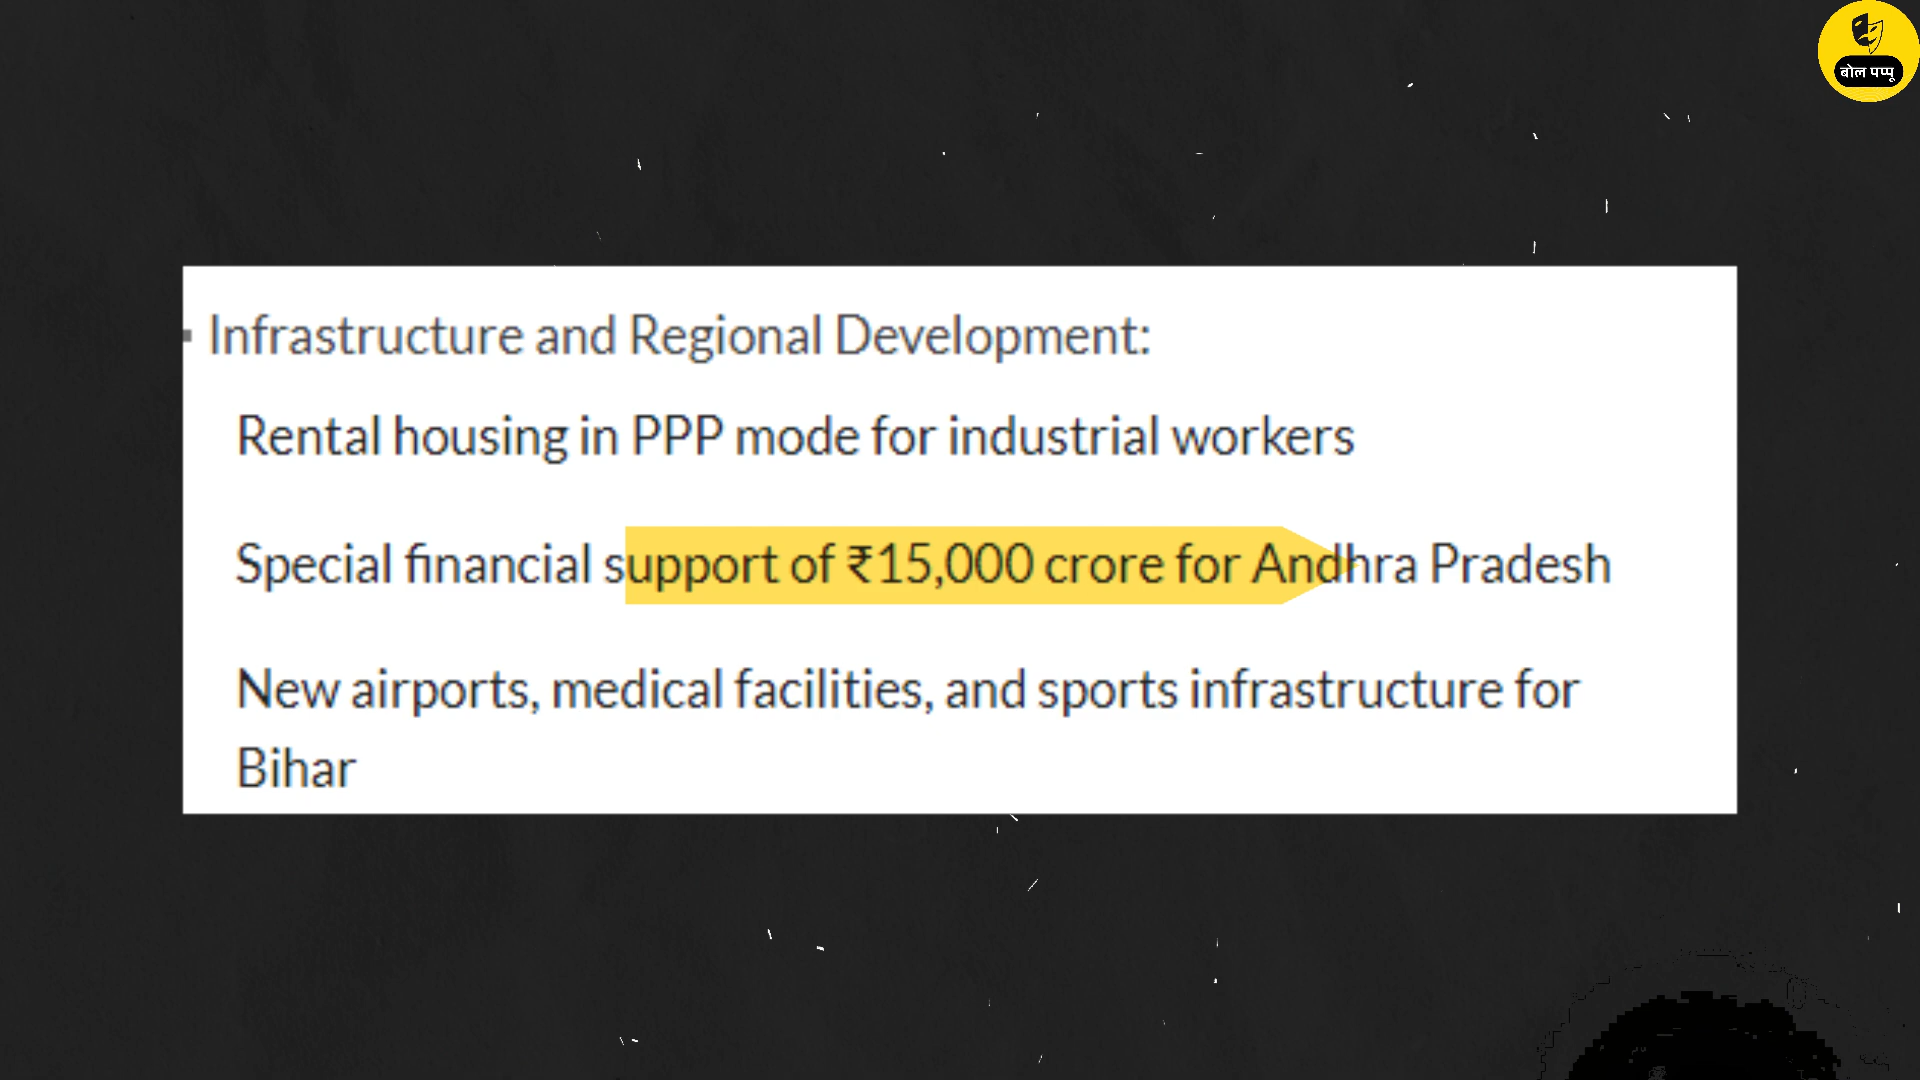 बोल पप्पू
Infrastructure and Regional Development:
Rental housing in PPP mode for industrial workers
Special financial support of ₹15,000 crore for Andhra Pradesh
New airports, medical facilities, and sports infrastructure for
Bihar